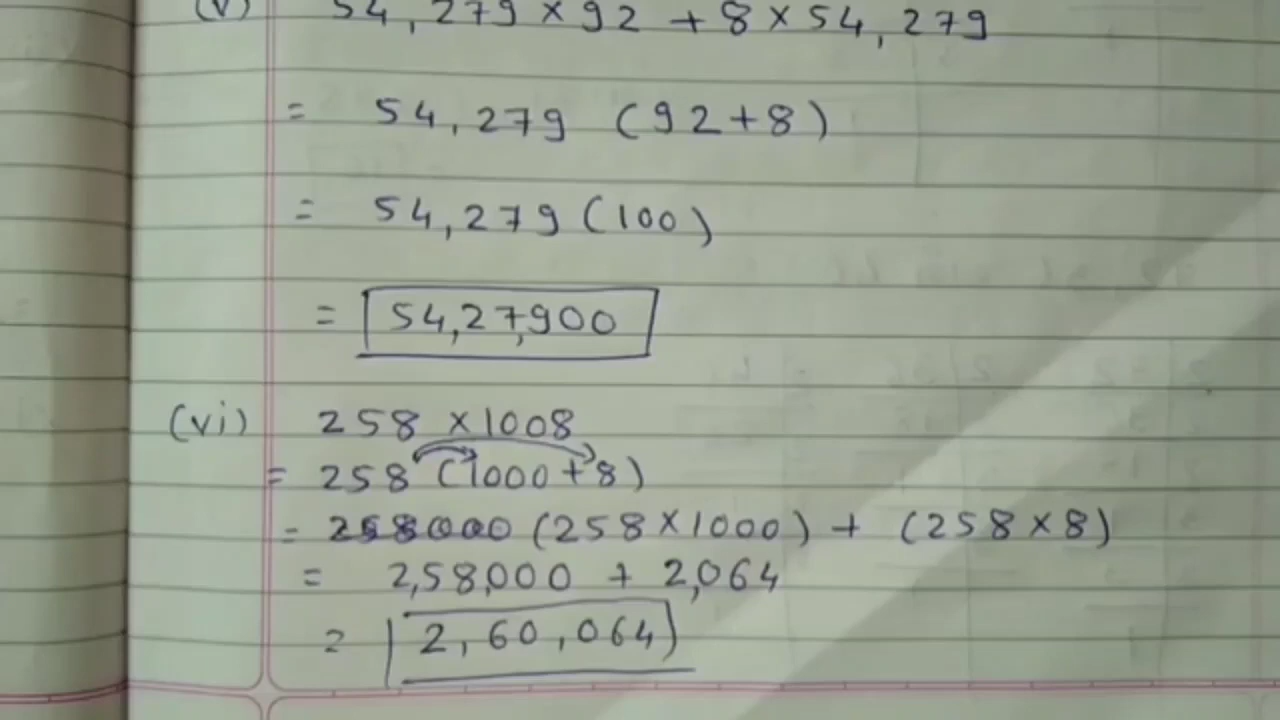 (v) 54,279 × 92 + 8 × 54,279
= 54,279 (92+8)
= 54,279 (100)
= 54,27,900
(vi) 258 × 1008
= 258 (1000 + 8)
= 258000 (258 × 1000) + (258 × 8)
= 2,58,000 + 2,064
= 2,60,064